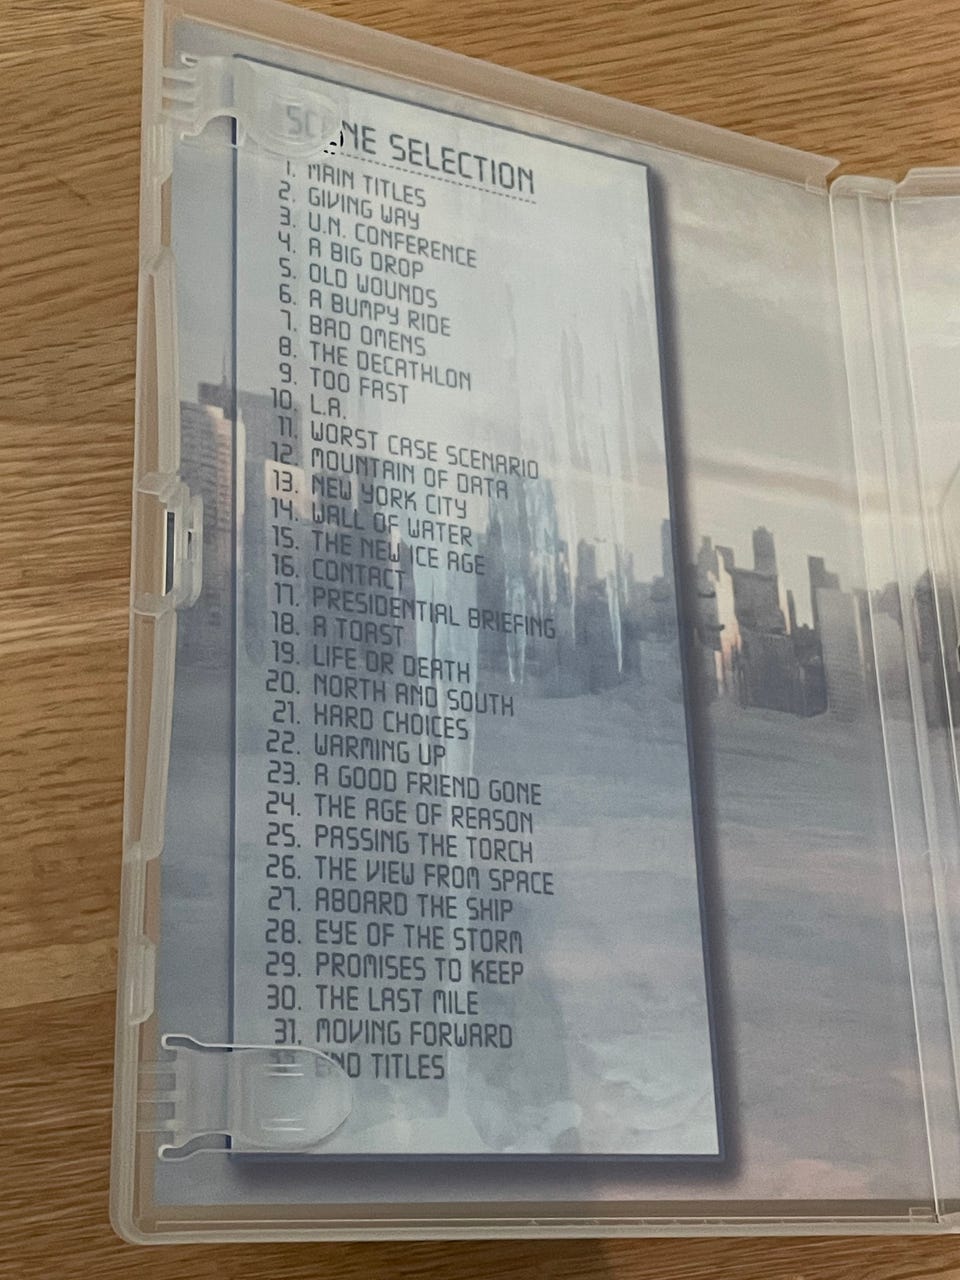 SCENE SELECTION
1. MAIN TITLES
2. GIVING WAY
3. U.N. CONFERENCE
4. A BIG DROP
5. OLD WOUNDS
6. A BUMPY RIDE
7. BAD OMENS
8. THE DECATHLON
9. TOO FAST
10. L.A.
11. WORST CASE SCENARIO
12. MOUNTAIN OF DATA
13. NEW YORK CITY
14. WALL OF WATER
15. THE NEW ICE AGE
16. CONTACT
17. PRESIDENTIAL BRIEFING
18. A TOAST
19. LIFE OR DEATH
20. NORTH AND SOUTH
21. HARD CHOICES
22. WARMING UP
23. A GOOD FRIEND GONE
24. THE AGE OF REASON
25. PASSING THE TORCH
26. THE VIEW FROM SPACE
27. ABOARD THE SHIP
28. EYE OF THE STORM
29. PROMISES TO KEEP
30. THE LAST MILE
31. MOVING FORWARD
END TITLES